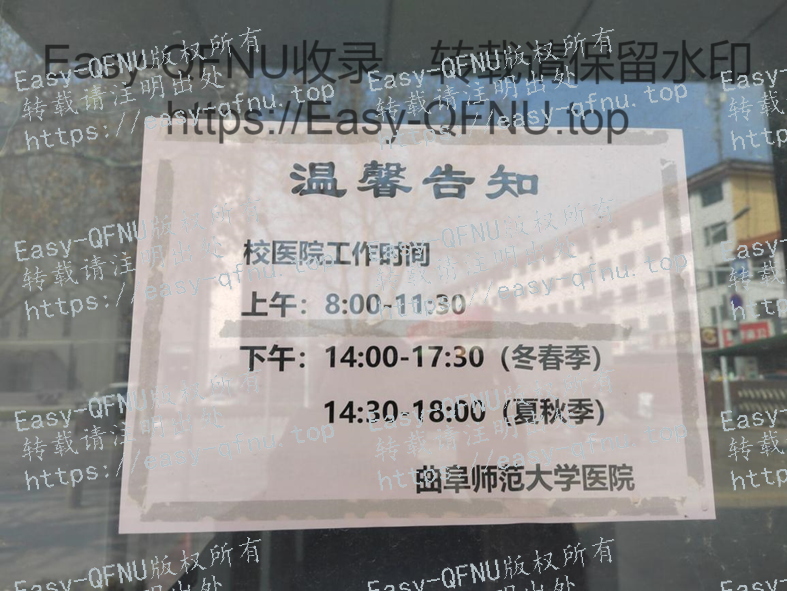 Easy-QFNU收录 转载请保留水印
https://Easy-QFNU.top
温馨告知
校医院工作时间
上午：8:00-11:30
下午：14:00-17:30（冬春季）
14:30-18:00（夏秋季）
曲阜师范大学医院
Easy-QFNU版权所有
转载请注明出处
https://easy-qfnu.top
Easy-QFNU版权所有
转载请注明出处
https://easy-qfnu.top
Easy-QFNU版权所有
转载请注明出处
https://easy-qfnu.top
Easy-QFNU版权所有
转载请注明出处
https://easy-qfnu.top
Easy-QFNU版权所有
转载请注明出处
https://easy-qfnu.top
Easy-QFNU版权所有
转载请注明出处
https://easy-qfnu.top
Easy-QFNU版权所有
转载请注明出处
Easy-QFNU版权所有
转载请注明出处